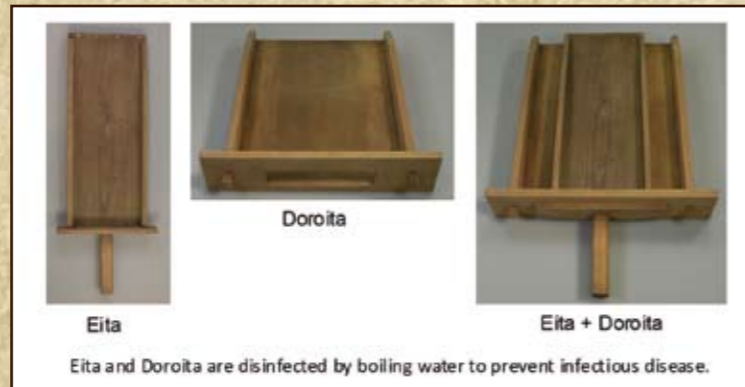 Eita
Doroita
Eita + Doroita
Eita and Doroita are disinfected by boiling water to prevent infectious disease.